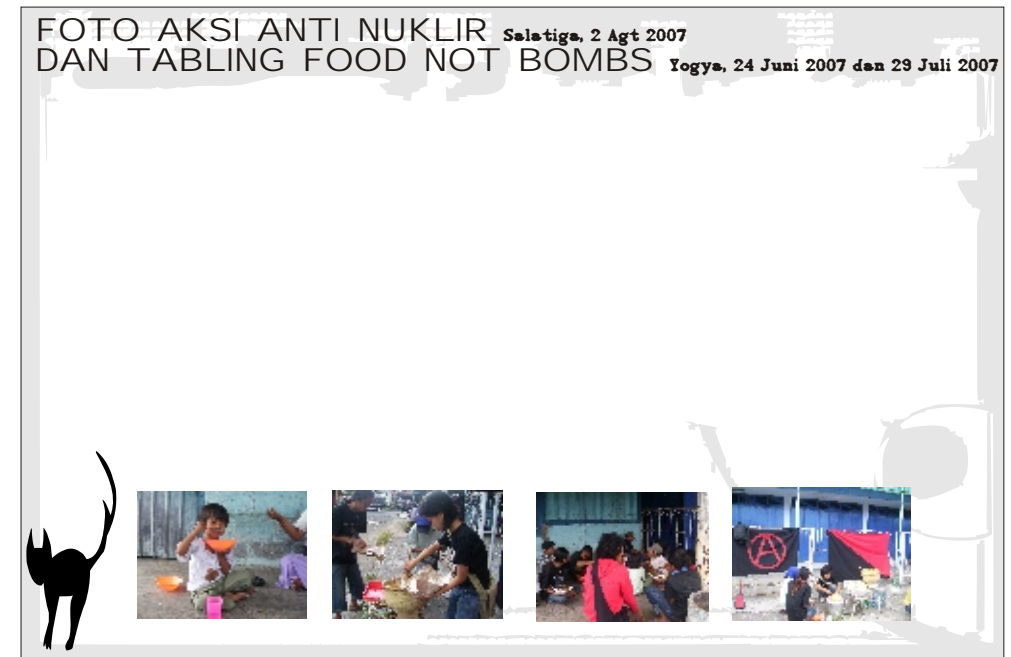 FOTO AKSI ANTI NUKLIR Salatiga, 2 Agt 2007
DAN TABLING FOOD NOT BOMBS Yogya, 24 Juni 2007 dan 29 Juli 2007